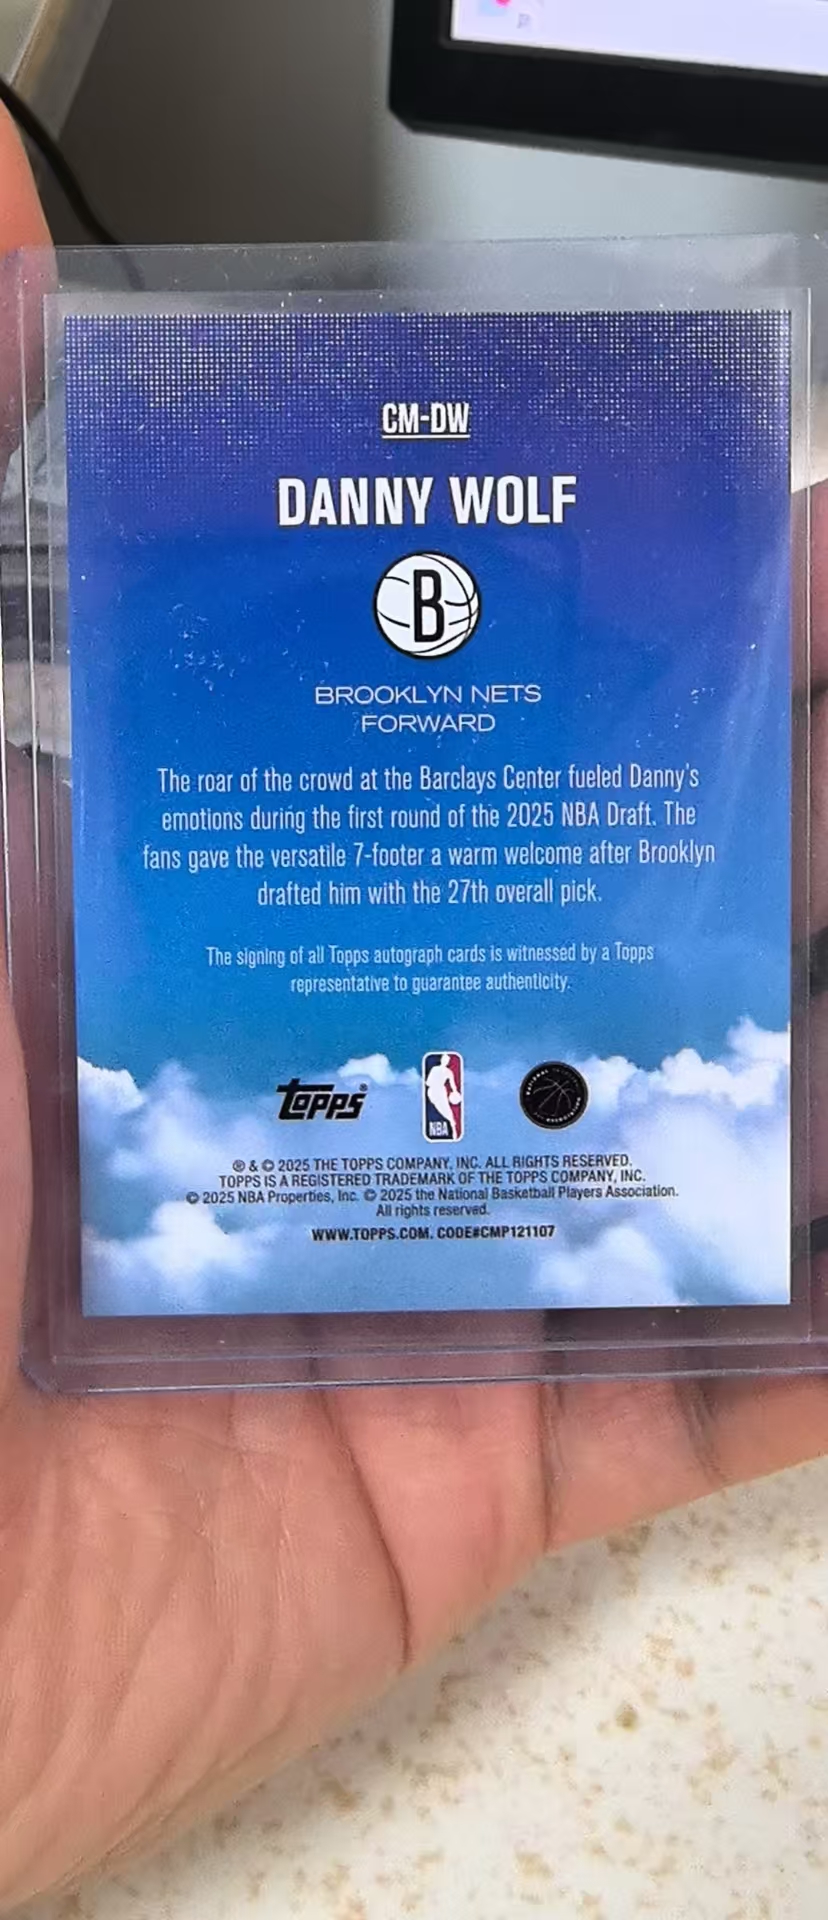 CM-DW
DANNY WOLF
B
BROOKLYN NETS
FORWARD
The roar of the crowd at the Barclays Center fueled Danny's
emotions during the first round of the 2025 NBA Draft. The
fans gave the versatile 7-footer a warm welcome after Brooklyn
drafted him with the 27th overall pick.
The signing of all Topps autograph cards is witnessed by a Topps
representative to guarantee authenticity.
Topps®
NBA
® & © 2025 THE TOPPS COMPANY, INC. ALL RIGHTS RESERVED.
TOPPS IS A REGISTERED TRADEMARK OF THE TOPPS COMPANY, INC.
© 2025 NBA Properties, Inc. © 2025 the National Basketball Players Association.
All rights reserved.
WWW.TOPPS.COM. CODE#CMP121107